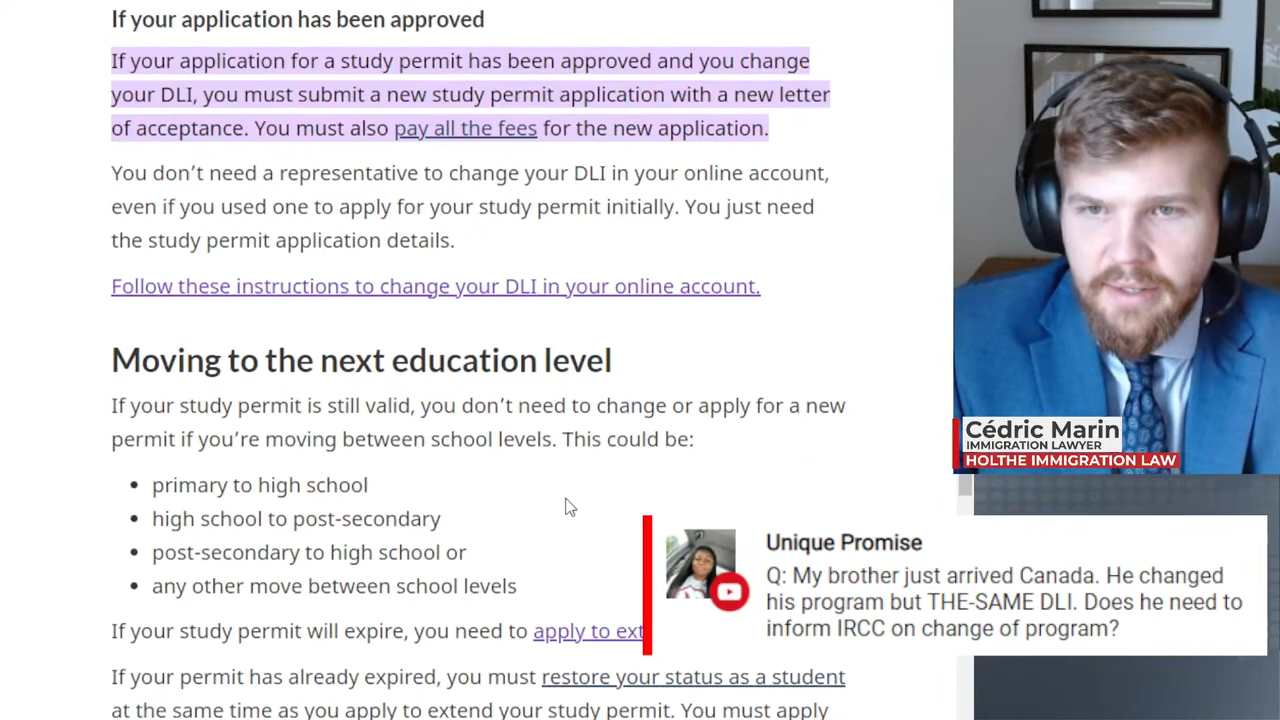 If your application has been approved
If your application for a study permit has been approved and you change
your DLI, you must submit a new study permit application with a new letter
of acceptance. You must also pay all the fees for the new application.
You don’t need a representative to change your DLI in your online account,
even if you used one to apply for your study permit initially. You just need
the study permit application details.
Follow these instructions to change your DLI in your online account.
Moving to the next education level
If your study permit is still valid, you don’t need to change or apply for a new
permit if you’re moving between school levels. This could be:
• primary to high school
• high school to post-secondary
• post-secondary to high school or
• any other move between school levels
If your study permit will expire, you need to apply to ext
If your permit has already expired, you must restore your status as a student
at the same time as you apply to extend your study permit. You must apply
Cédric Marin
IMMIGRATION LAWYER
HOLTHE IMMIGRATION LAW
Unique Promise
Q: My brother just arrived Canada. He changed
his program but THE-SAME DLI. Does he need to
inform IRCC on change of program?